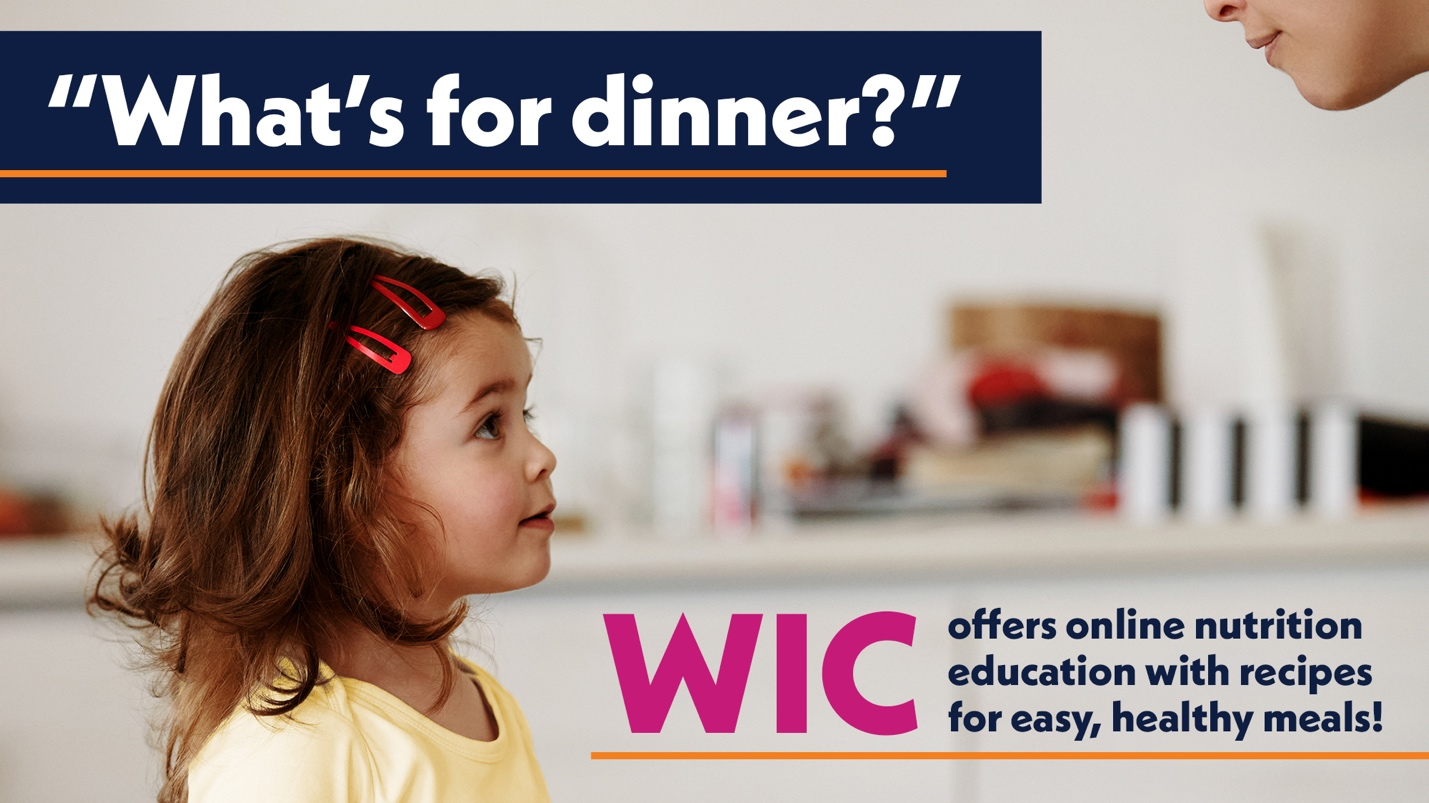 “What’s for dinner?”
WIC
offers online nutrition
education with recipes
for easy, healthy meals!